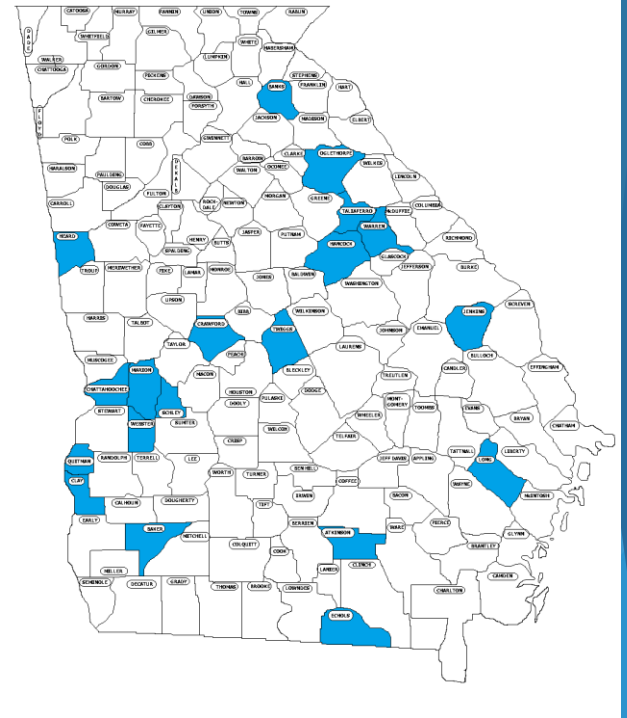 CATOOSA
MURRAY
FANNIN
UNION
TOWNS
RABUN
DADE
WHITFIELD
GILMER
WHITE
HABERSHAM
WALKER
LUMPKIN
CHATTOOGA
GORDON
PICKENS
STEPHENS
HALL
BANKS
FRANKLIN
HART
BARTOW
CHEROKEE
DAWSON
FORSYTH
FLOYD
JACKSON
MADISON
ELBERT
POLK
COBB
GWINNETT
BARROW
CLARKE
OGLETHORPE
DEKALB
WALTON
OCONEE
WILKES
HARALSON
PAULDING
LINCOLN
DOUGLAS
FULTON
MORGAN
GREENE
CARROLL
CLAYTON
ROCK-
DALE
NEWTON
TALIAFERRO
McDUFFIE
COLUMBIA
COWETA
FAYETTE
HENRY
BUTTS
JASPER
PUTNAM
WARREN
RICHMOND
HEARD
SPALDING
HANCOCK
GLASCOCK
TROUP
MERIWETHER
PIKE
LAMAR
MONROE
JONES
BALDWIN
JEFFERSON
BURKE
WASHINGTON
UPSON
HARRIS
TALBOT
CRAWFORD
BIBB
WILKINSON
TWIGGS
JOHNSON
EMANUEL
JENKINS
SCREVEN
TAYLOR
PEACH
LAURENS
MUSCOGEE
MARION
MACON
BLECKLEY
TREUTLEN
CANDLER
BULLOCH
EFFINGHAM
CHATTAHOOCHEE
HOUSTON
DOOLY
PULASKI
DODGE
MONT-
GOMERY
TOOMBS
EVANS
STEWART
SCHLEY
SUMTER
WHEELER
BRYAN
CHATHAM
WEBSTER
WILCOX
TELFAIR
CRISP
TATTNALL
LIBERTY
QUITMAN
RANDOLPH
TERRELL
LEE
JEFF DAVIS
APPLING
LONG
CLAY
WORTH
TURNER
BEN HILL
COFFEE
WAYNE
McINTOSH
CALHOUN
DOUGHERTY
TIFT
IRWIN
BACON
EARLY
BAKER
MITCHELL
BERRIEN
ATKINSON
WARE
PIERCE
GLYNN
COLQUITT
COOK
BRANTLEY
MILLER
LANIER
CLINCH
CAMDEN
SEMINOLE
DECATUR
GRADY
THOMAS
BROOKS
LOWNDES
CHARLTON
ECHOLS